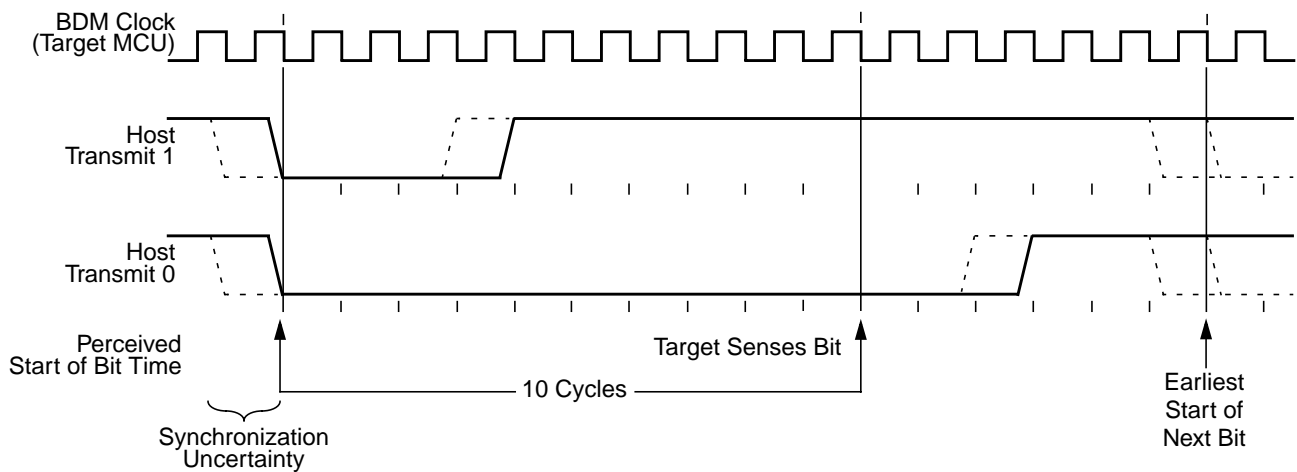 BDM Clock
(Target MCU)
Host
Transmit 1
Host
Transmit 0
Perceived
Start of Bit Time
Target Senses Bit
10 Cycles
Earliest
Start of
Next Bit
Synchronization
Uncertainty